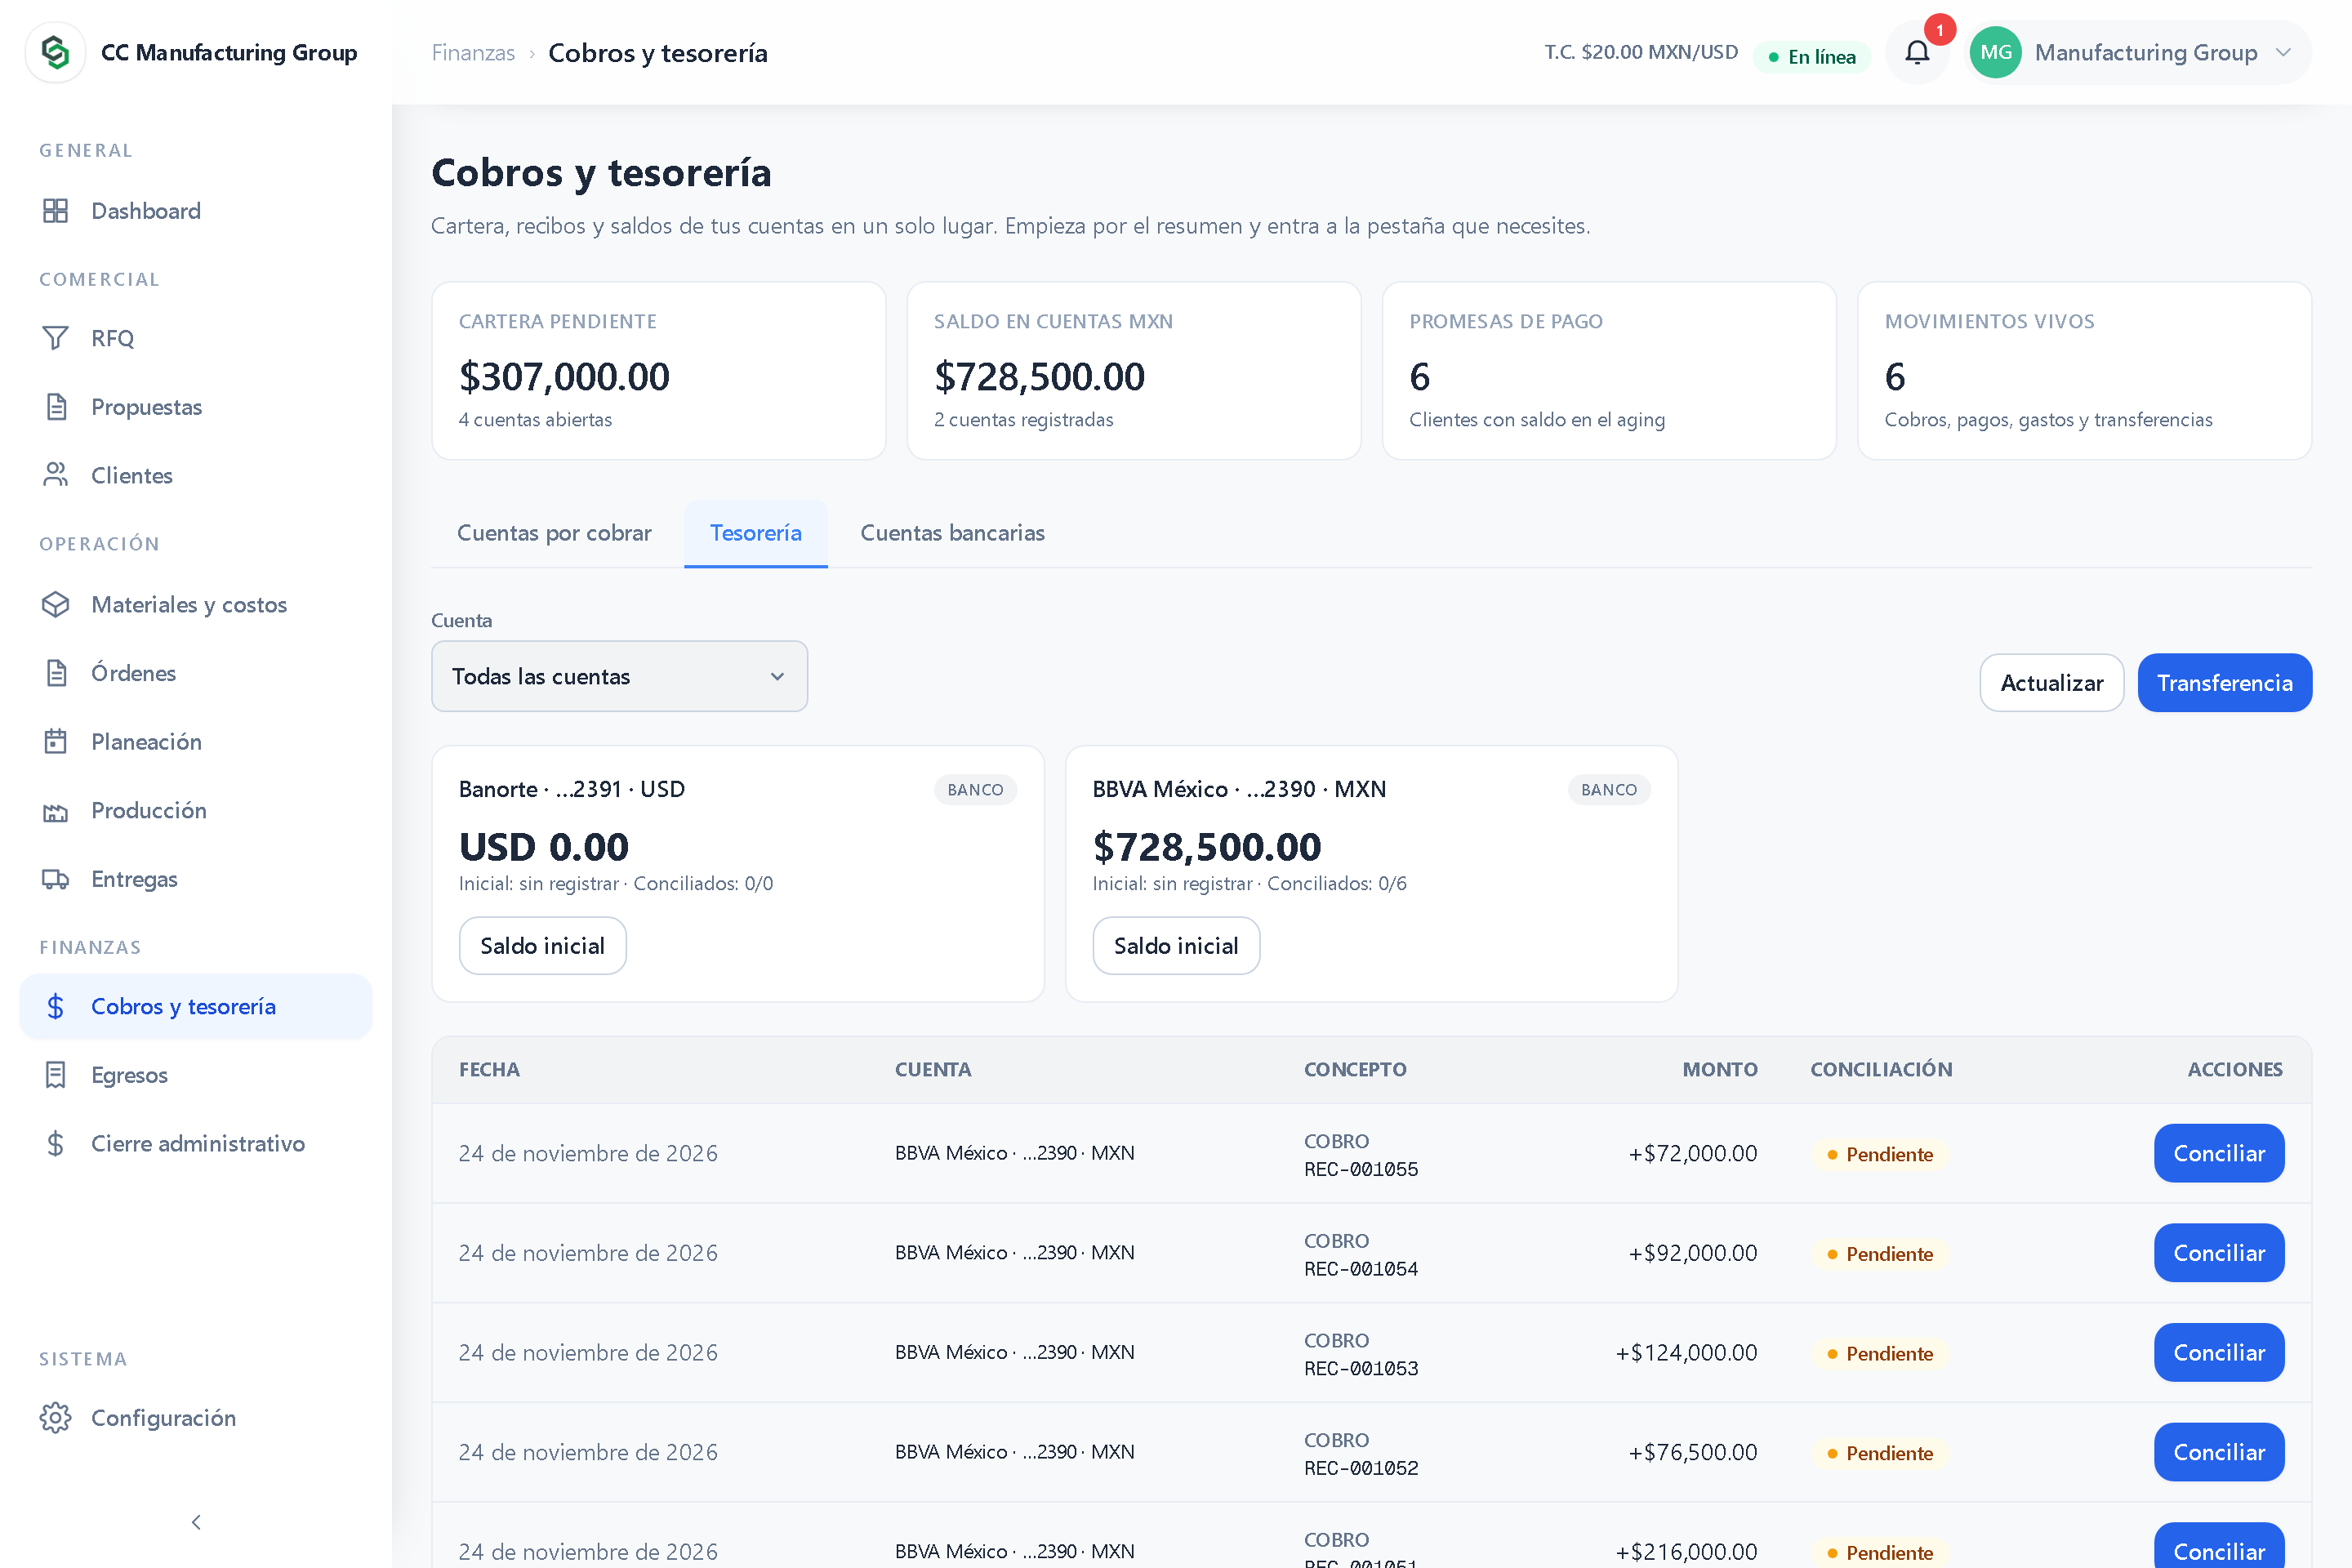 CC Manufacturing Group
Finanzas › Cobros y tesorería
T.C. $20.00 MXN/USD
En línea
1
MG
Manufacturing Group
GENERAL
Dashboard
COMERCIAL
RFQ
Propuestas
Clientes
OPERACIÓN
Materiales y costos
Órdenes
Planeación
Producción
Entregas
FINANZAS
Cobros y tesorería
Egresos
Cierre administrativo
SISTEMA
Configuración
Cobros y tesorería
Cartera, recibos y saldos de tus cuentas en un solo lugar. Empieza por el resumen y entra a la pestaña que necesites.
CARTERA PENDIENTE
$307,000.00
4 cuentas abiertas
SALDO EN CUENTAS MXN
$728,500.00
2 cuentas registradas
PROMESAS DE PAGO
6
Clientes con saldo en el aging
MOVIMIENTOS VIVOS
6
Cobros, pagos, gastos y transferencias
Cuentas por cobrar
Tesorería
Cuentas bancarias
Cuenta
Todas las cuentas
Actualizar
Transferencia
Banorte · ...2391 · USD
BANCO
USD 0.00
Inicial: sin registrar · Conciliados: 0/0
Saldo inicial
BBVA México · ...2390 · MXN
BANCO
$728,500.00
Inicial: sin registrar · Conciliados: 0/6
Saldo inicial
FECHA CUENTA CONCEPTO MONTO CONCILIACIÓN ACCIONES
24 de noviembre de 2026 BBVA México · ...2390 · MXN COBRO +$72,000.00 Pendiente Conciliar
REC-001055
24 de noviembre de 2026 BBVA México · ...2390 · MXN COBRO +$92,000.00 Pendiente Conciliar
REC-001054
24 de noviembre de 2026 BBVA México · ...2390 · MXN COBRO +$124,000.00 Pendiente Conciliar
REC-001053
24 de noviembre de 2026 BBVA México · ...2390 · MXN COBRO +$76,500.00 Pendiente Conciliar
REC-001052
24 de noviembre de 2026 BBVA México · ...2390 · MXN COBRO +$216,000.00 Pendiente Conciliar